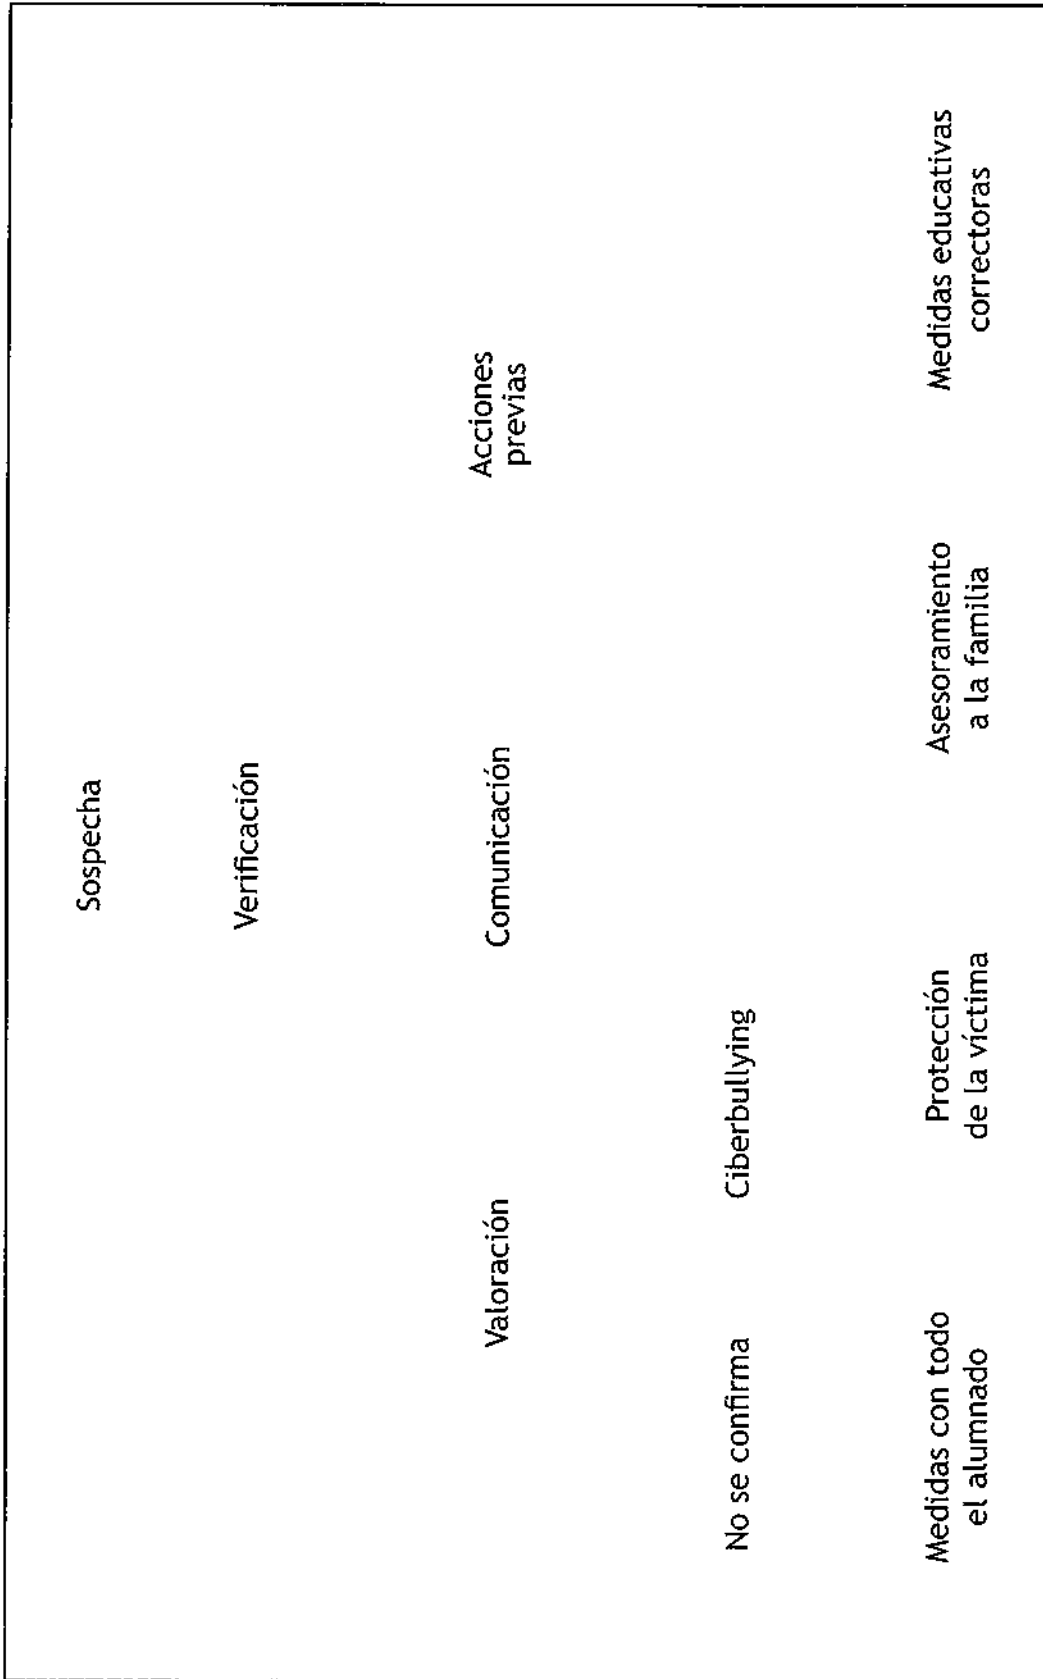 Sospecha
Verificación
Valoración
Comunicación
Acciones
previas
No se confirma
Ciberbullying
Medidas con todo
el alumnado
Protección
de la víctima
Asesoramiento
a la familia
Medidas educativas
correctoras